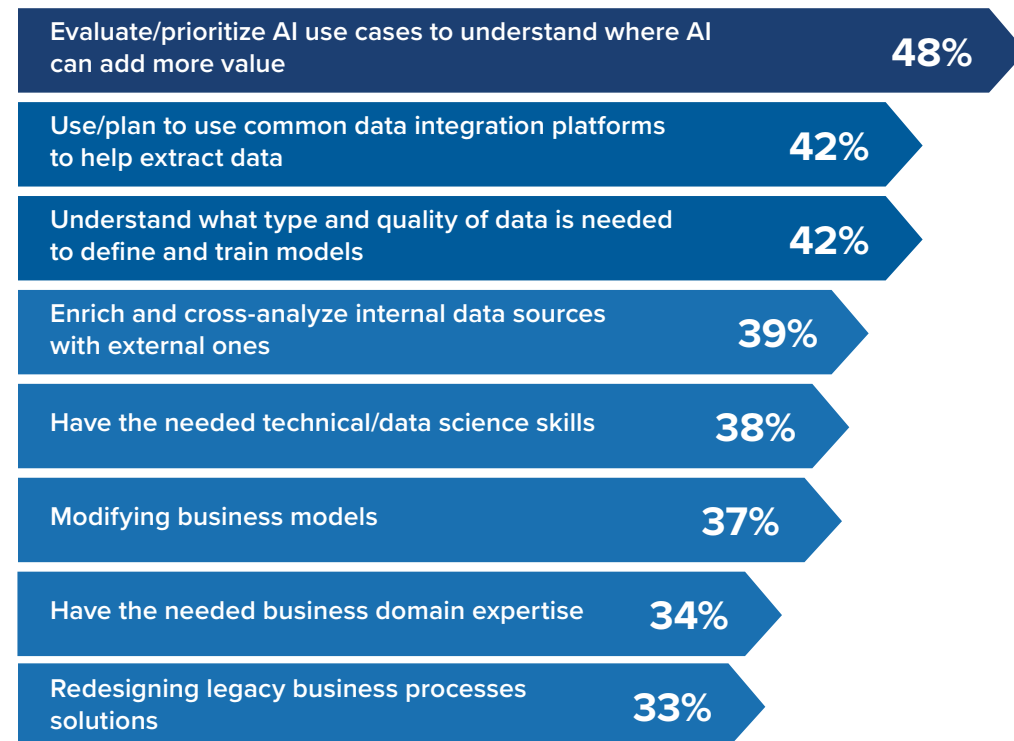 Evaluate/prioritize AI use cases to understand where AI
can add more value
48%
Use/plan to use common data integration platforms
to help extract data
42%
Understand what type and quality of data is needed
to define and train models
42%
Enrich and cross-analyze internal data sources
with external ones
39%
Have the needed technical/data science skills
38%
Modifying business models
37%
Have the needed business domain expertise
34%
Redesigning legacy business processes
solutions
33%